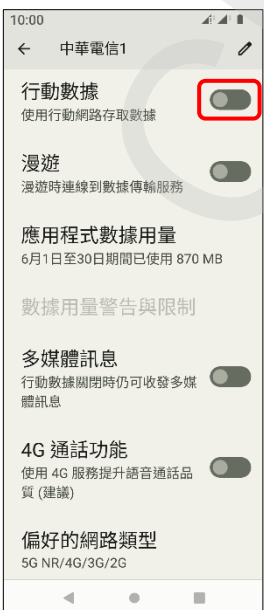 10:00
中華電信1
行動數據
使用行動網路存取數據
漫遊
漫遊時連線到數據傳輸服務
應用程式數據用量
6月1日至30日期間已使用 870 MB
數據用量警告與限制
多媒體訊息
行動數據關閉時仍可收發多媒
體訊息
4G 通話功能
使用 4G 服務提升語音通話品
質 (建議)
偏好的網路類型
5G NR/4G/3G/2G